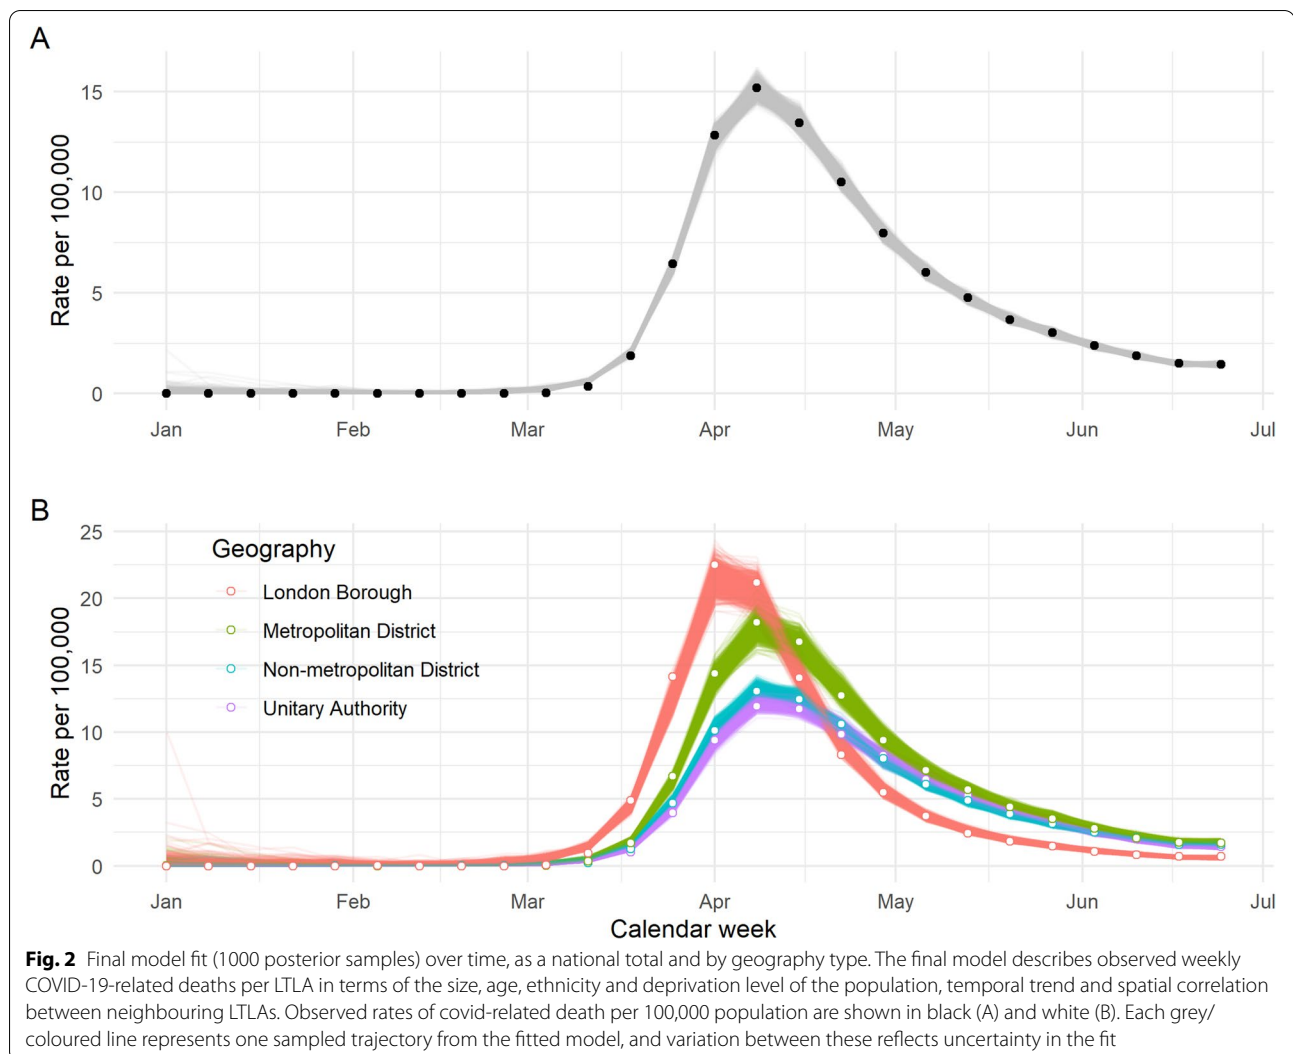 A
15
10
5
0
Rate per 100,000
Jan Feb Mar Apr May Jun Jul
B
25
20
15
10
5
0
Rate per 100,000
Geography
London Borough
Metropolitan District
Non-metropolitan District
Unitary Authority
Jan Feb Mar Apr May Jun Jul
Calendar week
Fig. 2 Final model fit (1000 posterior samples) over time, as a national total and by geography type. The final model describes observed weekly
COVID-19-related deaths per LTLA in terms of the size, age, ethnicity and deprivation level of the population, temporal trend and spatial correlation
between neighbouring LTLAs. Observed rates of covid-related death per 100,000 population are shown in black (A) and white (B). Each grey/
coloured line represents one sampled trajectory from the fitted model, and variation between these reflects uncertainty in the fit